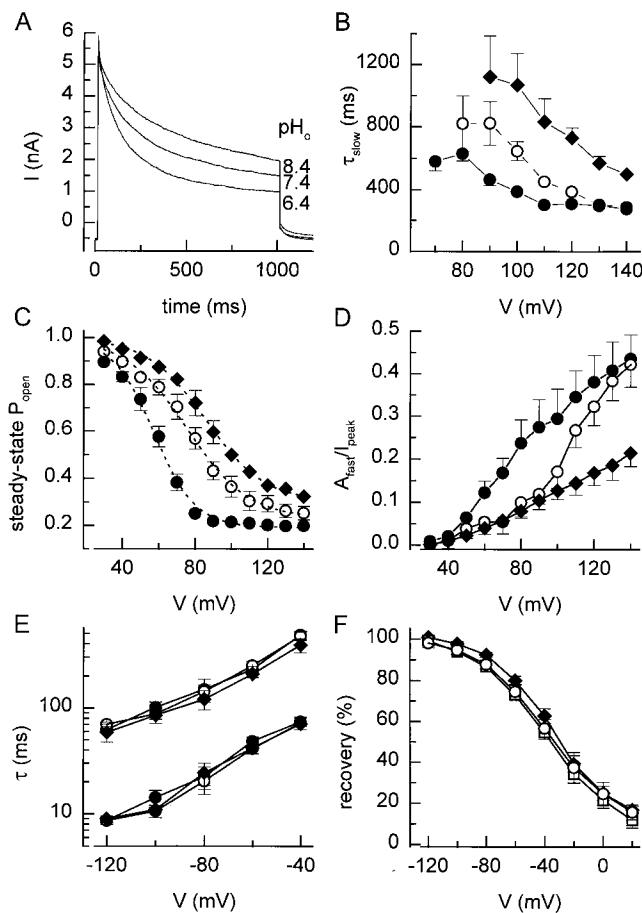 A
I (nA)
6
5
4
3
2
1
0
pHₒ
8.4
7.4
6.4
0 500 1000
time (ms)
B
τslow (ms)
1200
800
400
0
80 100 120 140
V (mV)
C
steady-state Popen
1.0
0.8
0.6
0.4
0.2
40 80 120
V (mV)
D
Afast/Ipeak
0.5
0.4
0.3
0.2
0.1
0.0
40 80 120
V (mV)
E
τ (ms)
100
10
-120 -80 -40
V (mV)
F
recovery (%)
100
80
60
40
20
0
-120 -80 -40 0
V (mV)